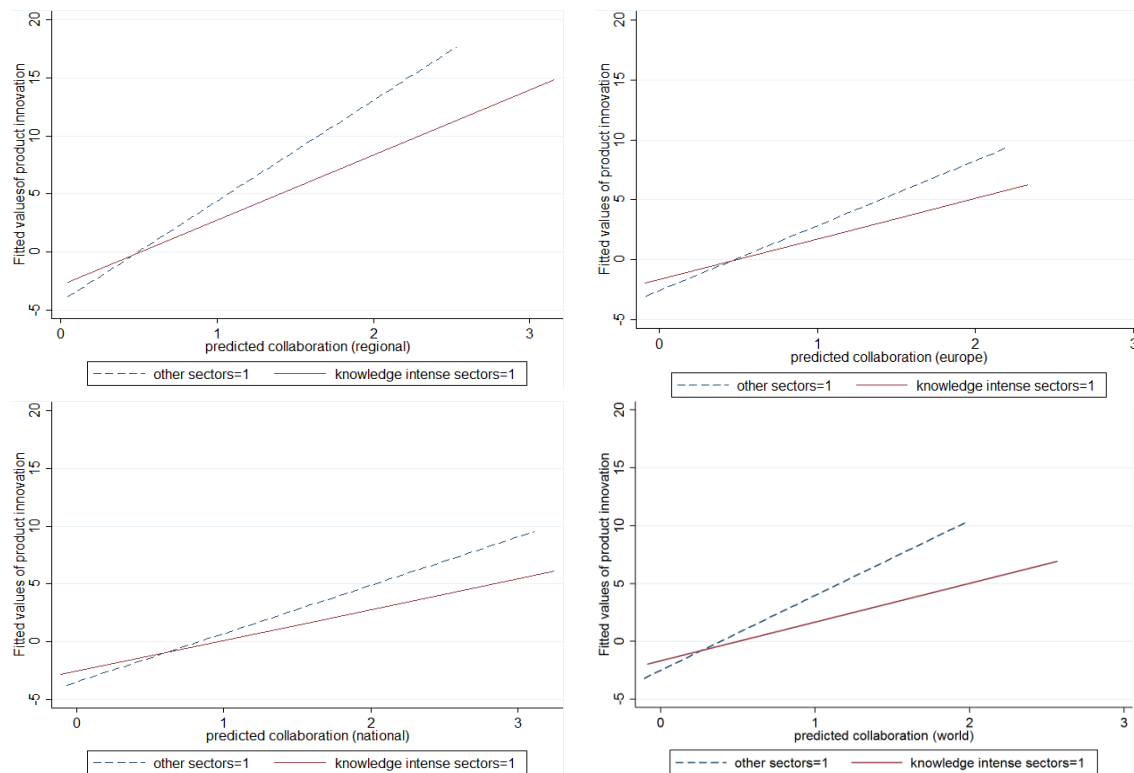 20
15
10
5
0
-5
Fitted valuesof product innovation
0 1 2 3
predicted collaboration (regional)
other sectors=1 knowledge intense sectors=1
20
15
10
5
0
-5
Fitted values of product innovation
0 1 2 3
predicted collaboration (europe)
other sectors=1 knowledge intense sectors=1
20
15
10
5
0
-5
Fitted values of product innovation
0 1 2 3
predicted collaboration (national)
other sectors=1 knowledge intense sectors=1
20
15
10
5
0
-5
Fitted values of product innovation
0 1 2 3
predicted collaboration (world)
other sectors=1 knowledge intense sectors=1